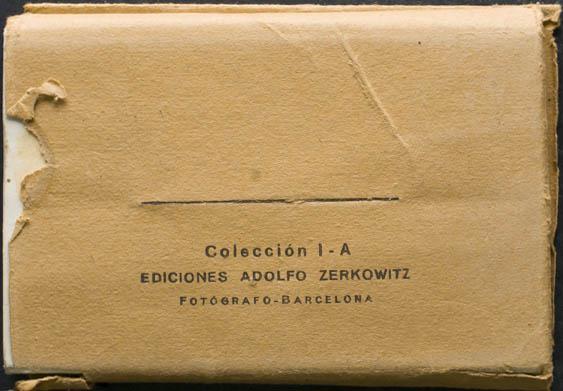 Colección I-A
EDICIONES ADOLFO ZERKOWITZ
FOTÓGRAFO-BARCELONA